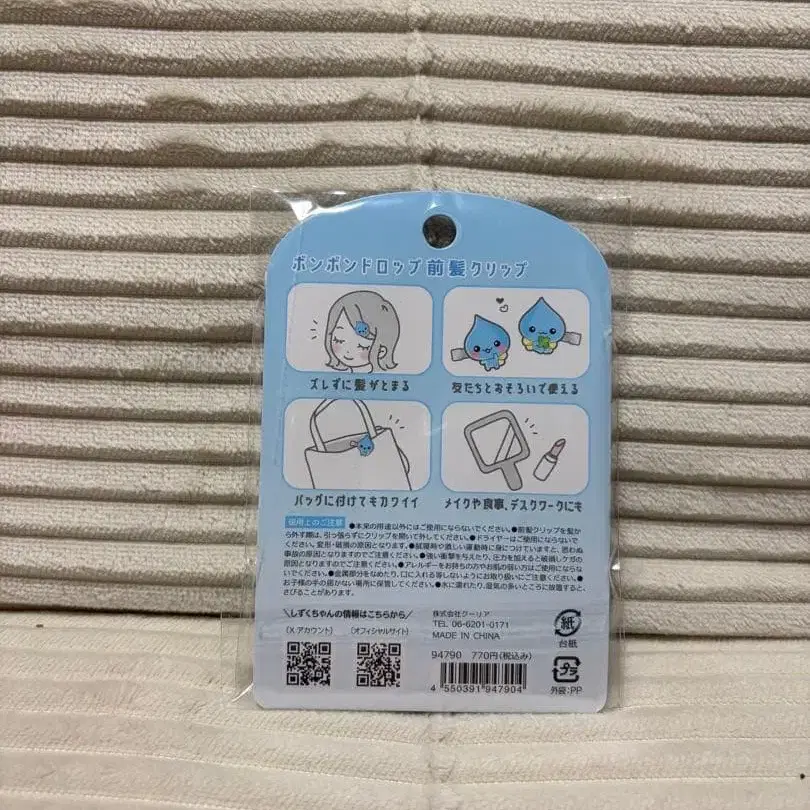 ボンボンドロップ前髪クリップ
ズレずに髪がとまる
友だちとおそろいで使える
バッグに付けてもカワイイ
メイクや食事、デスクワークにも
使用上のご注意 ●本来の用途以外にはご使用にならないでください。●前髪クリップを髪
から外す際は、引っ張らずにクリップを開いて外してください。●ドライヤーはご使用にならないで
ください。変形・破損の原因となります。●就寝時や激しい運動時に身につけていますと、思わぬ
事故の原因となりますのでご注意ください。●強い衝撃を与えたり、圧力を加えると破損しケガの
原因となりますのでご注意ください。●アレルギーをお持ちの方やお肌の弱い方はご使用にならな
いでください。●金属部分をなめたり、口に入れる等しないようにお取り扱いにご注意ください。●
お子様の手の届かない場所に保管してください。●水に濡れたり、湿気の多いところに放置すると、
さびることがあります。
＼しずくちゃんの情報はこちらから／
(X アカウント) (オフィシャルサイト)
株式会社クーリア
TEL 06-6201-0171
MADE IN CHINA
94790 770円(税込み)
4 550391 947904
紙
台紙
プラ
外袋:PP